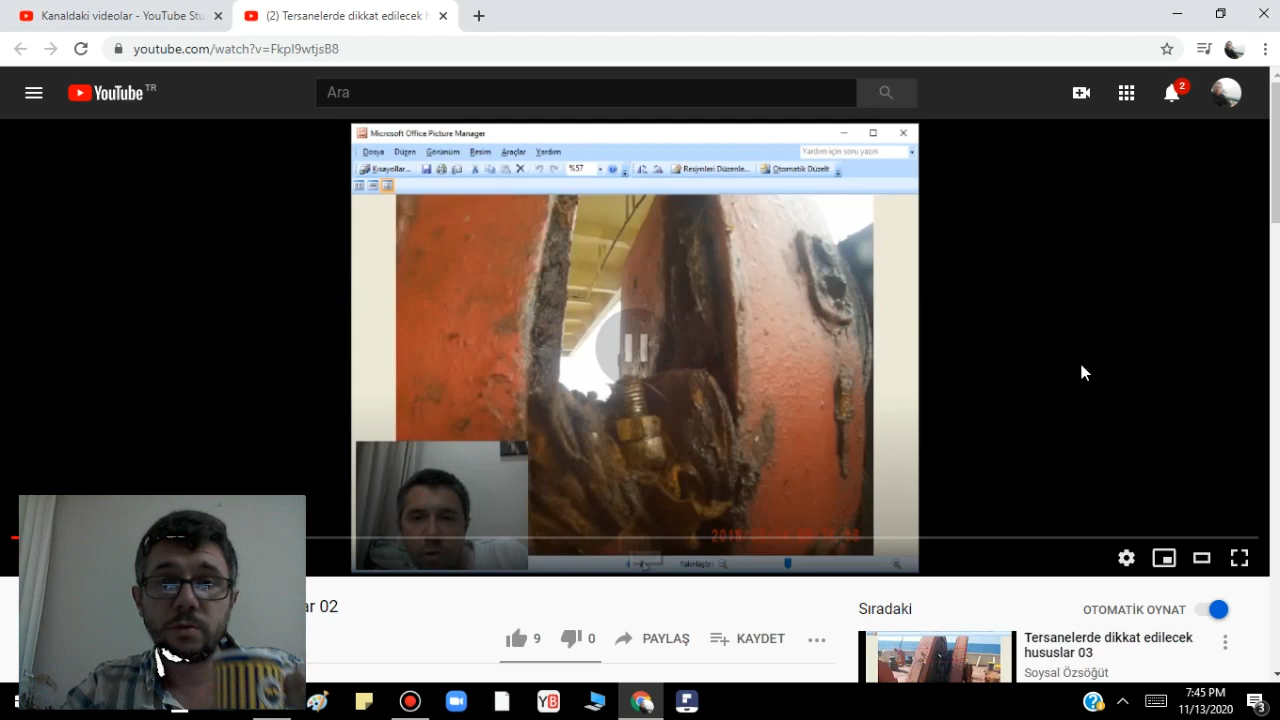 Kanaldaki videolar - YouTube Stu
(2) Tersanelerde dikkat edilecek h
youtube.com/watch?v=FkpI9wtjsB8
YouTube TR
Ara
2
Microsoft Office Picture Manager
Dosya Düzen Görünüm Resim Araçlar Yardım
Yardım için soru yazın
Kısayollar...
%57
Resimleri Düzenle...
Otomatik Düzelt
Yakınlaştır:
ar 02
9
0
PAYLAŞ
KAYDET
Sıradaki
OTOMATİK OYNAT
Tersanelerde dikkat edilecek
hususlar 03
Soysal Özsöğüt
YB
7:45 PM
11/13/2020
3